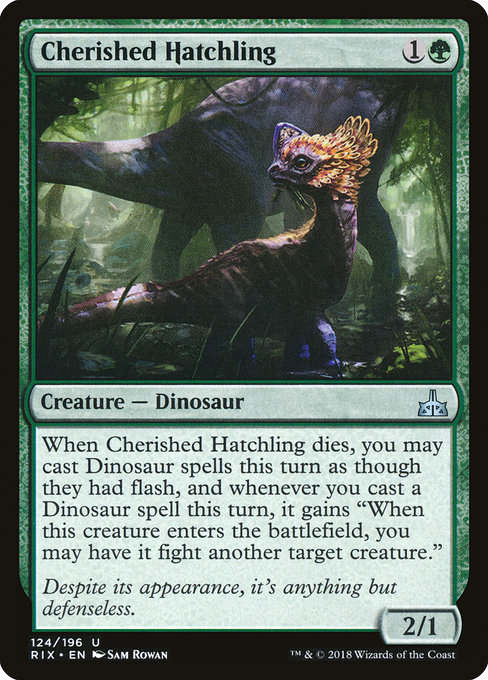 Cherished Hatchling 1
Creature — Dinosaur
When Cherished Hatchling dies, you may
cast Dinosaur spells this turn as though
they had flash, and whenever you cast a
Dinosaur spell this turn, it gains “When
this creature enters the battlefield, you
may have it fight another target creature.”
Despite its appearance, it’s anything but
defenseless.
2/1
124/196 U
RIX • EN SAM ROWAN
™ & © 2018 Wizards of the Coast